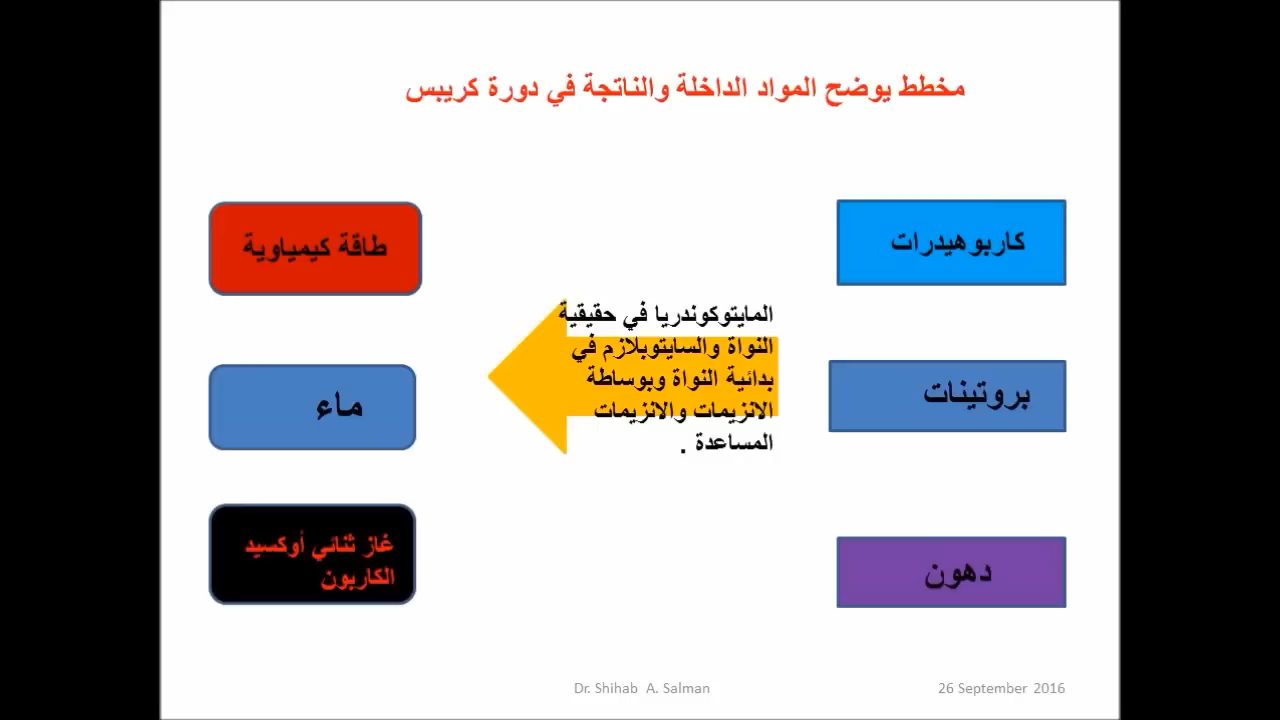 مخطط يوضح المواد الداخلة والناتجة في دورة كريبس
كاربوهيدرات
بروتينات
دهون
المايتوكوندريا في حقيقية
النواة والسايتوبلازم في
بدائية النواة وبوساطة
الانزيمات والانزيمات
المساعدة .
طاقة كيمياوية
ماء
غاز ثنائي أوكسيد
الكاربون
Dr. Shihab A. Salman
26 September 2016